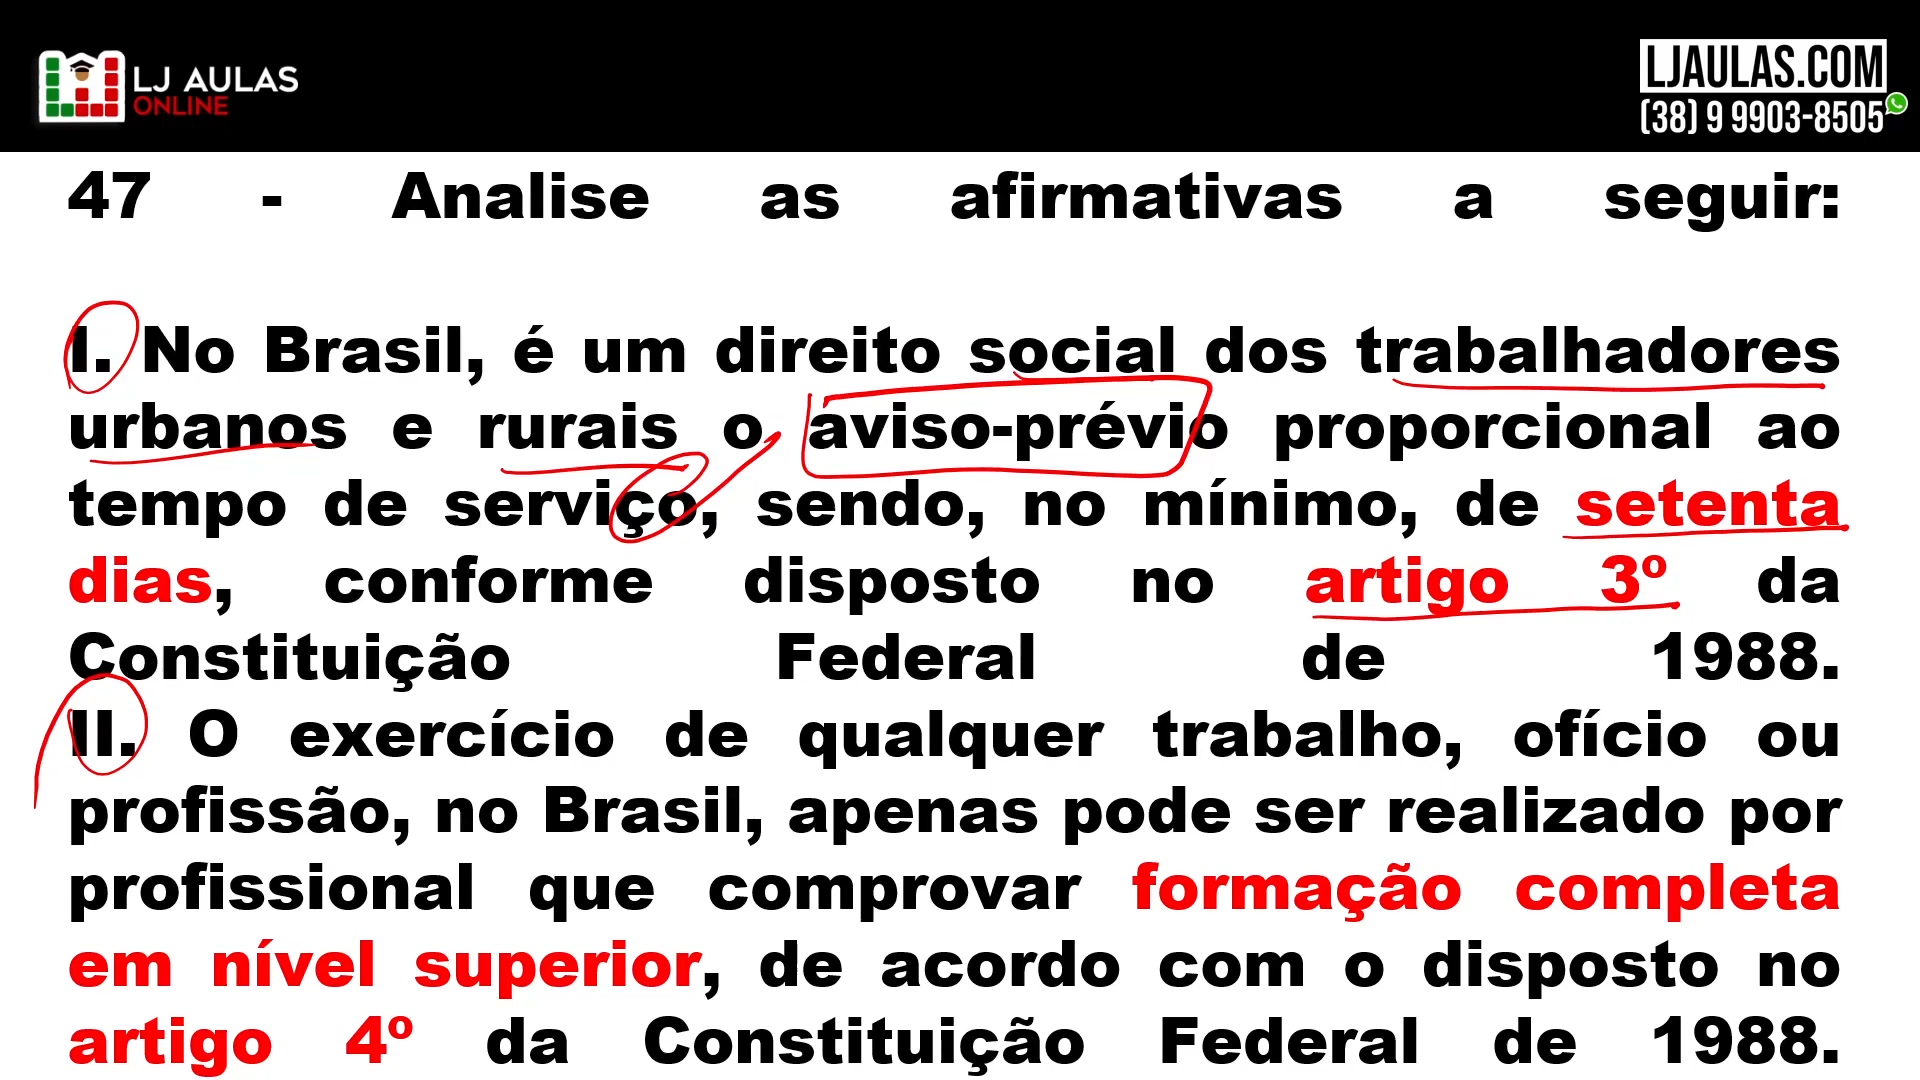 LJ AULAS
ONLINE
LJAULAS.COM
(38) 9 9903-8505
47 - Analise as afirmativas a seguir:
I. No Brasil, é um direito social dos trabalhadores
urbanos e rurais o aviso-prévio proporcional ao
tempo de serviço, sendo, no mínimo, de setenta
dias, conforme disposto no artigo 3º da
Constituição Federal de 1988.
II. O exercício de qualquer trabalho, ofício ou
profissão, no Brasil, apenas pode ser realizado por
profissional que comprovar formação completa
em nível superior, de acordo com o disposto no
artigo 4º da Constituição Federal de 1988.